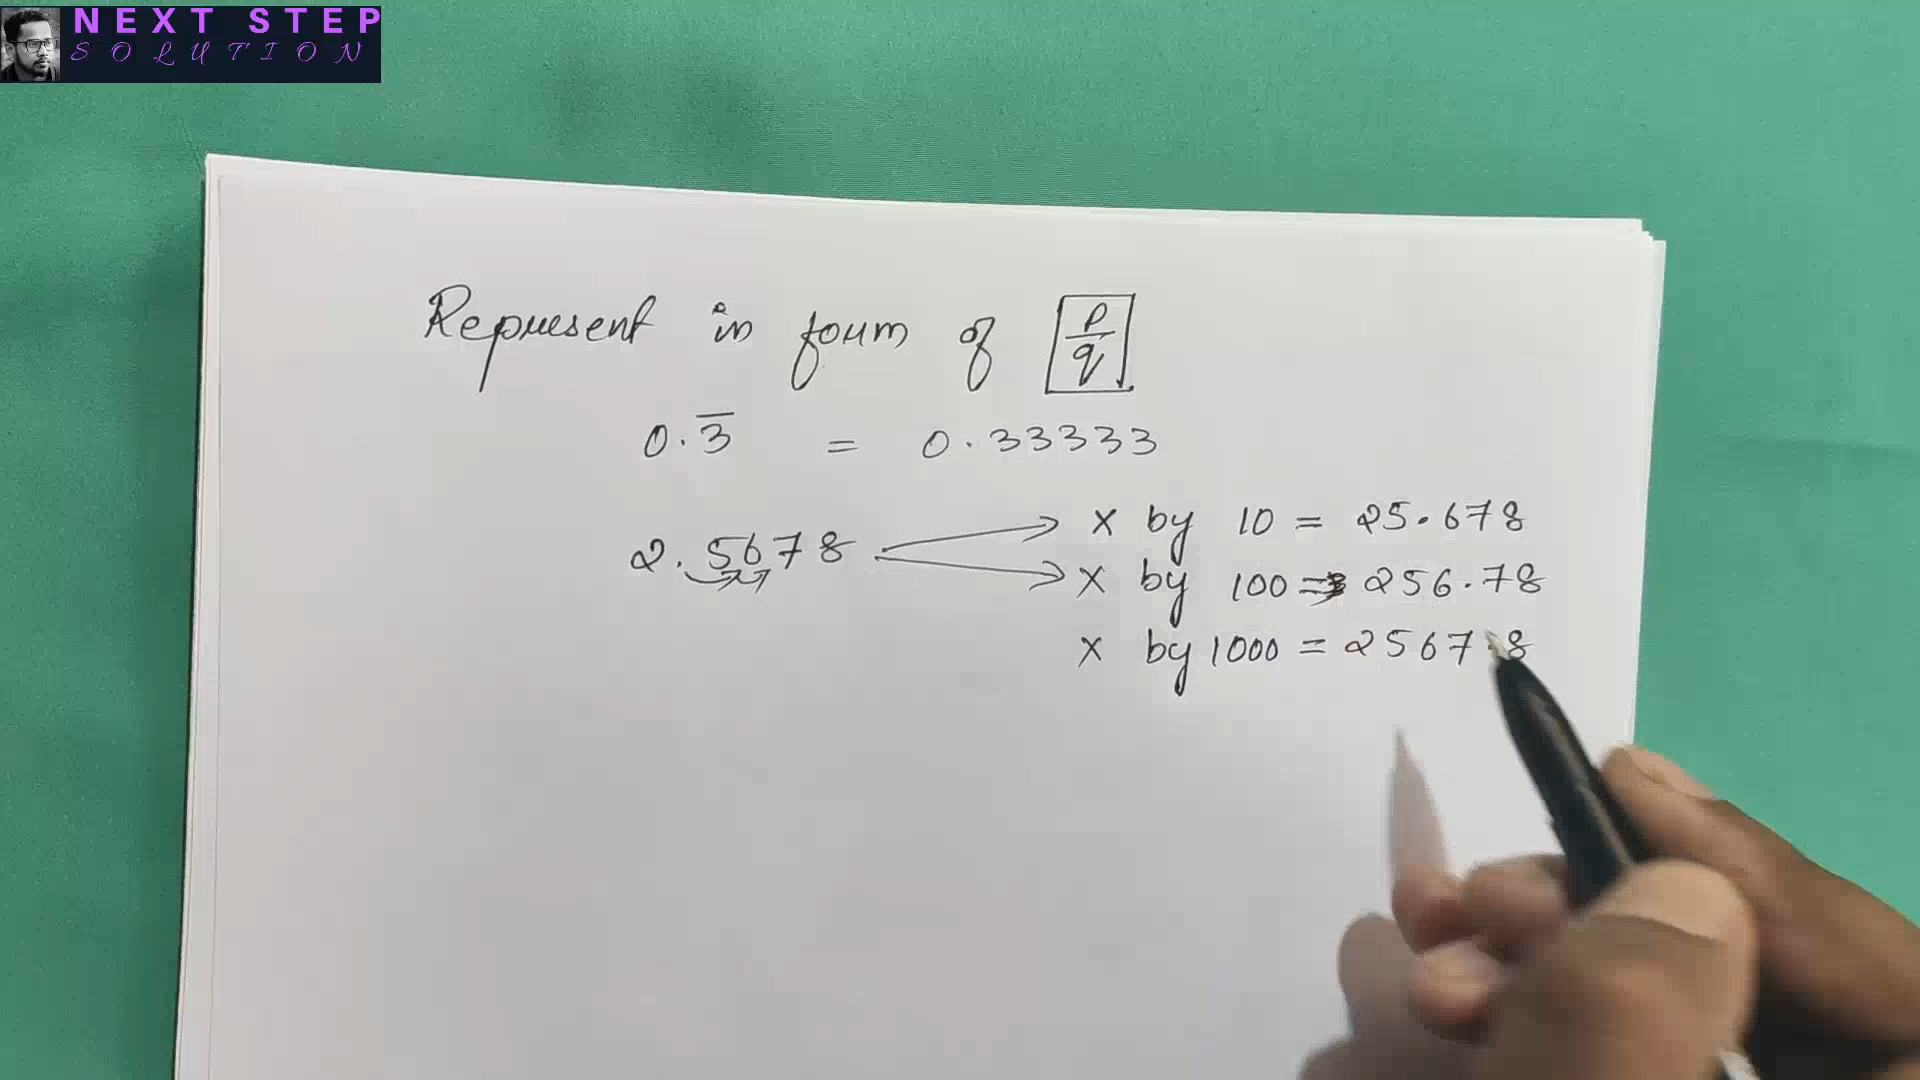 NEXT STEP
SOLUTION
Represent in form of p/q
0.3̅ = 0.33333
2.5678
x by 10 = 25.678
x by 100 = 256.78
x by 1000 = 2567.8